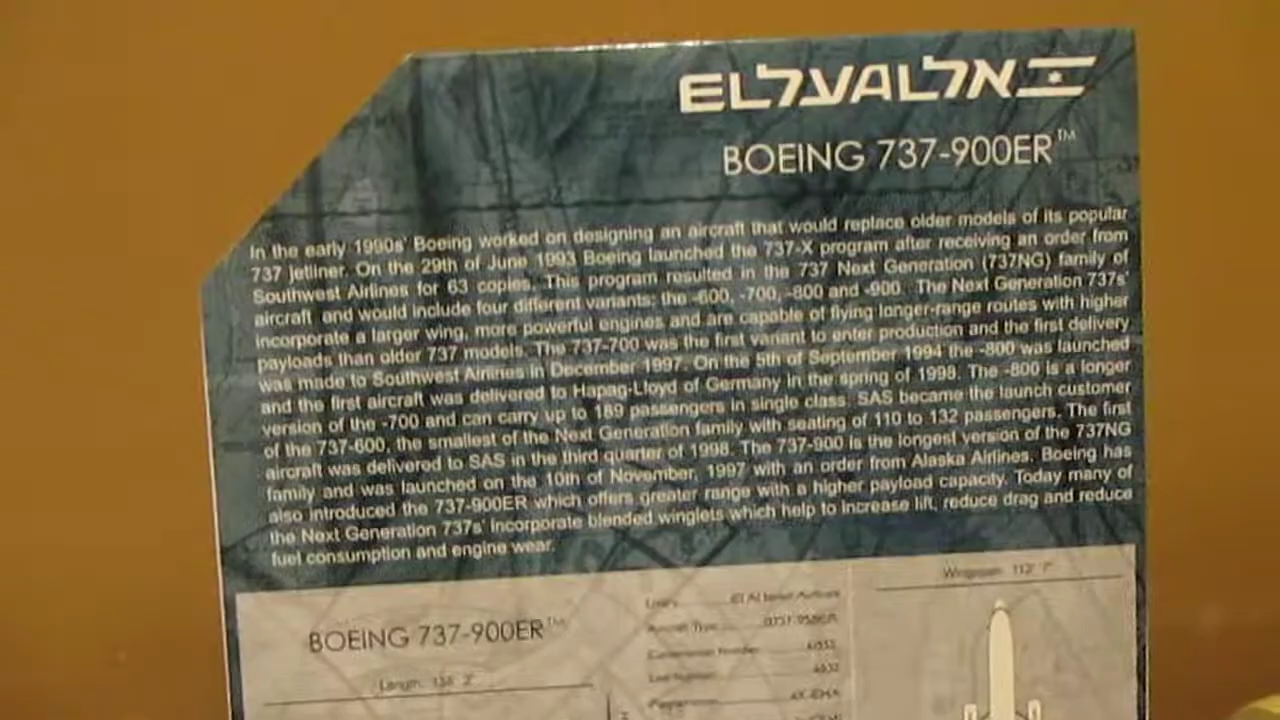 ELעלALאל
BOEING 737-900ER™
In the early 1990s' Boeing worked on designing an aircraft that would replace older models of its popular
737 jetliner. On the 29th of June 1993 Boeing launched the 737-X program after receiving an order from
Southwest Airlines for 63 copies. This program resulted in the 737 Next Generation (737NG) family of
aircraft and would include four different variants: the -600, -700, -800 and -900. The Next Generation 737s'
incorporate a larger wing, more powerful engines and are capable of flying longer-range routes with higher
payloads than older 737 models. The 737-700 was the first variant to enter production and the first delivery
was made to Southwest Airlines in December 1997. On the 5th of September 1994 the -800 was launched
and the first aircraft was delivered to Hapag-Lloyd of Germany in the spring of 1998. The -800 is a longer
version of the -700 and can carry up to 189 passengers in single class. SAS became the launch customer
of the 737-600, the smallest of the Next Generation family with seating of 110 to 132 passengers. The first
aircraft was delivered to SAS in the third quarter of 1998. The 737-900 is the longest version of the 737NG
family and was launched on the 10th of November, 1997 with an order from Alaska Airlines. Boeing has
also introduced the 737-900ER which offers greater range with a higher payload capacity. Today many of
the Next Generation 737s' incorporate blended winglets which help to increase lift, reduce drag and reduce
fuel consumption and engine wear.
BOEING 737-900ER™
Length
El Al Israel Airlines
Aircraft Type
Construction Number
Line Number
Registration 4X-EHA
Wingspan 112' 7"